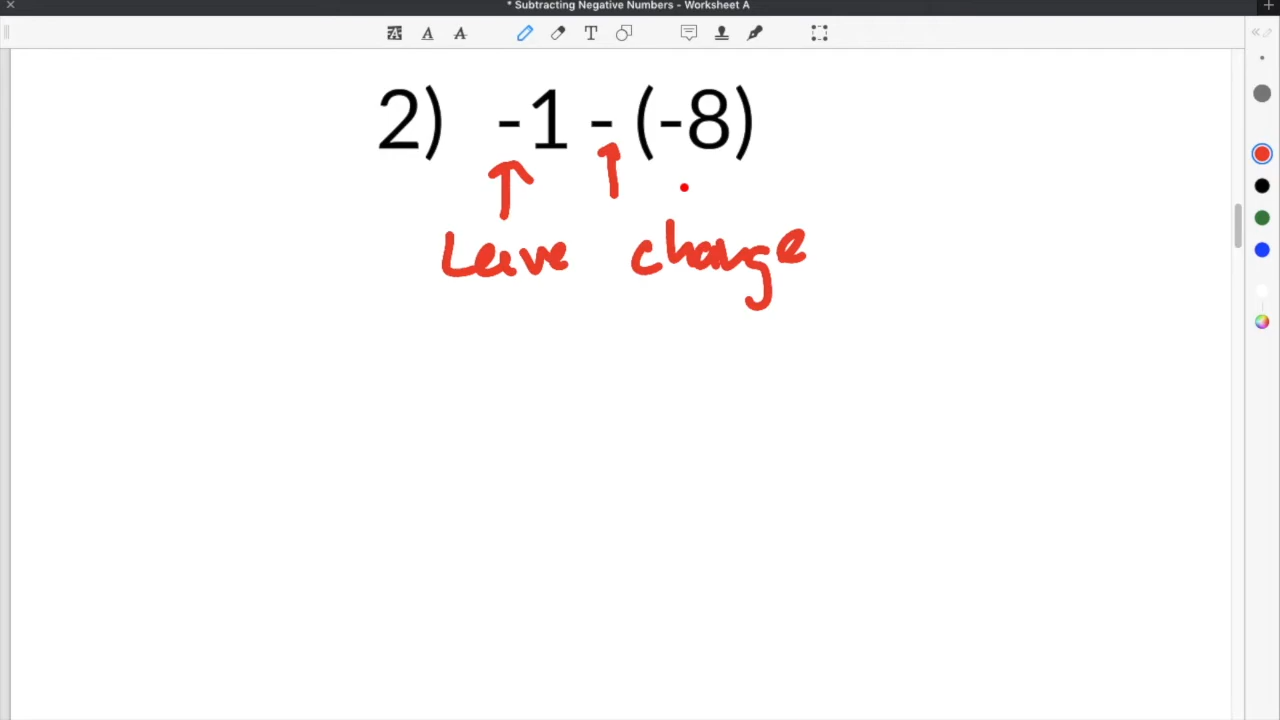 * Subtracting Negative Numbers - Worksheet A
2) -1 - (-8)
Leave change